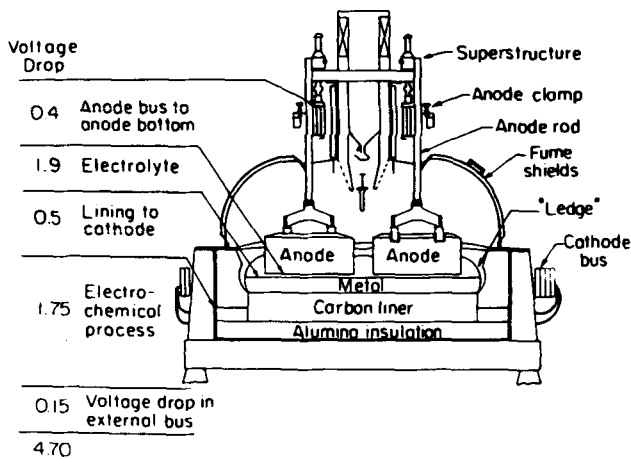 Voltage
Drop
0.4 Anode bus to
anode bottom
1.9 Electrolyte
0.5 Lining to
cathode
1.75 Electro-
chemical
process
0.15 Voltage drop in
external bus
4.70
Superstructure
Anode clamp
Anode rod
Fume
shields
"Ledge"
Cathode
bus
Anode
Anode
Metal
Carbon liner
Alumina insulation